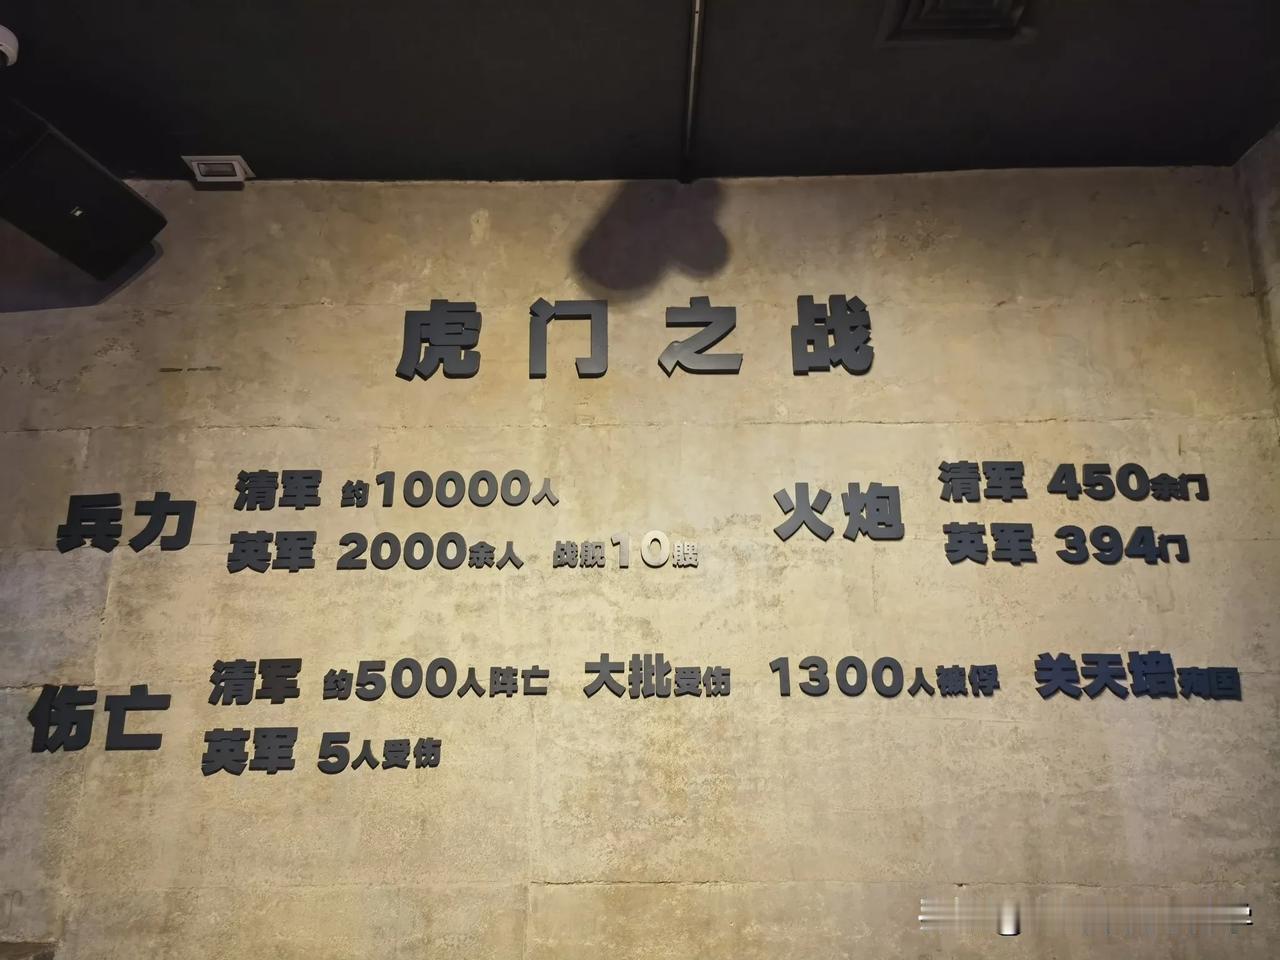 虎门之战
兵力
清军 约10000人
英军 2000余人 战舰10艘
火炮
清军 450余门
英军 394门
伤亡
清军 约500人阵亡 大批受伤 1300人被俘 关天培殉国
英军 5人受伤